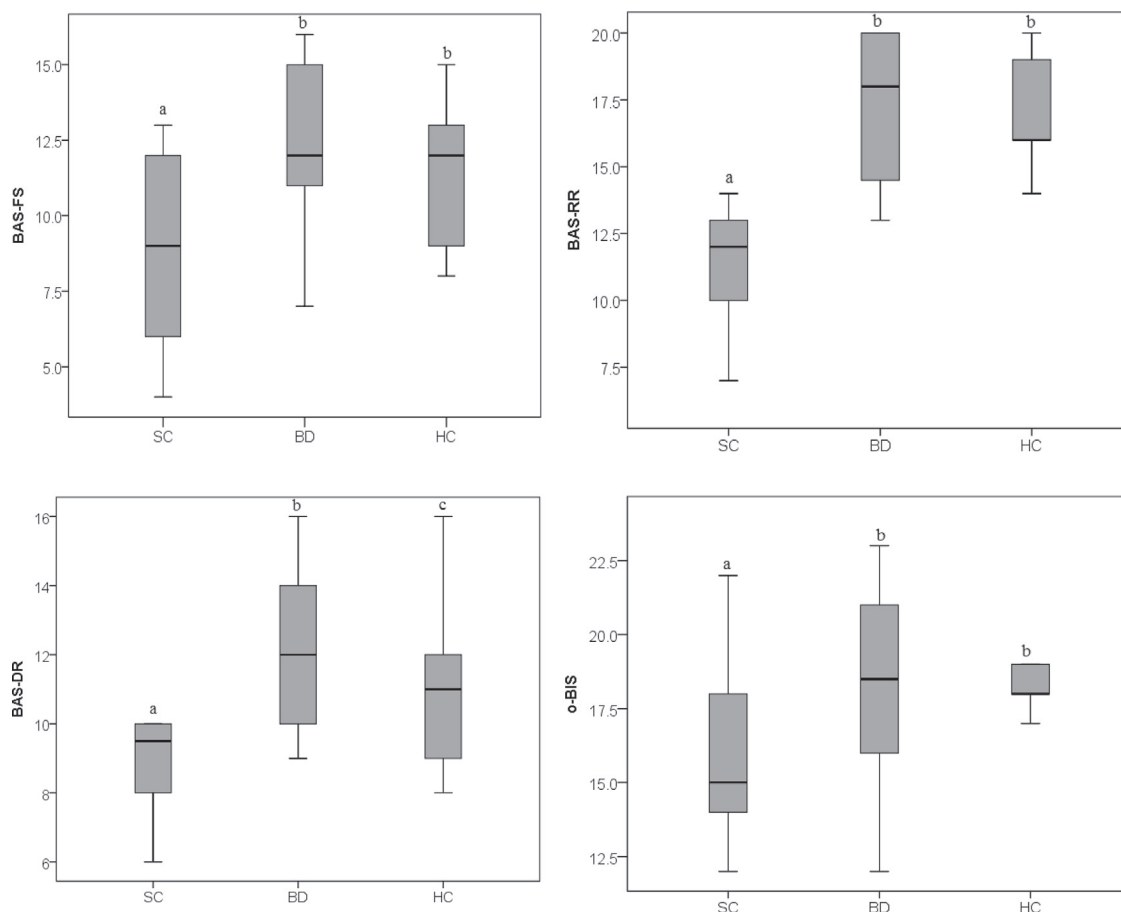 b
b
a
15.0
12.5
10.0
7.5
5.0
BAS-FS
SC BD HC
b b
a
20.0
17.5
15.0
12.5
10.0
7.5
BAS-RR
SC BD HC
b c
a
16
14
12
10
8
6
BAS-DR
SC BD HC
b
a
b
22.5
20.0
17.5
15.0
12.5
o-BIS
SC BD HC